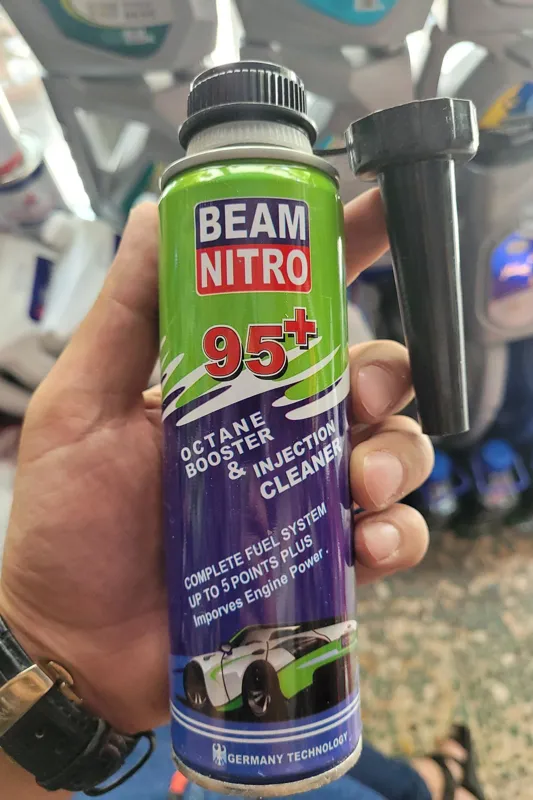 BEAM
NITRO
95+
OCTANE
BOOSTER
& INJECTION
CLEANER
COMPLETE FUEL SYSTEM
UP TO 5 POINTS PLUS
Imporves Engine Power.
GERMANY TECHNOLOGY